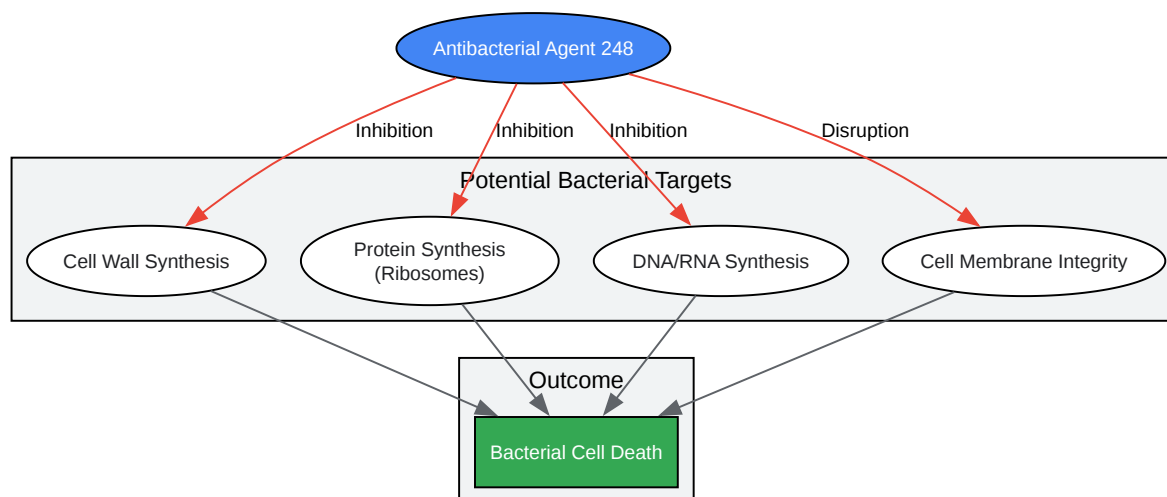 Antibacterial Agent 248
Inhibition
Inhibition
Inhibition
Disruption
Potential Bacterial Targets
Cell Wall Synthesis
Protein Synthesis
(Ribosomes)
DNA/RNA Synthesis
Cell Membrane Integrity
Outcome
Bacterial Cell Death